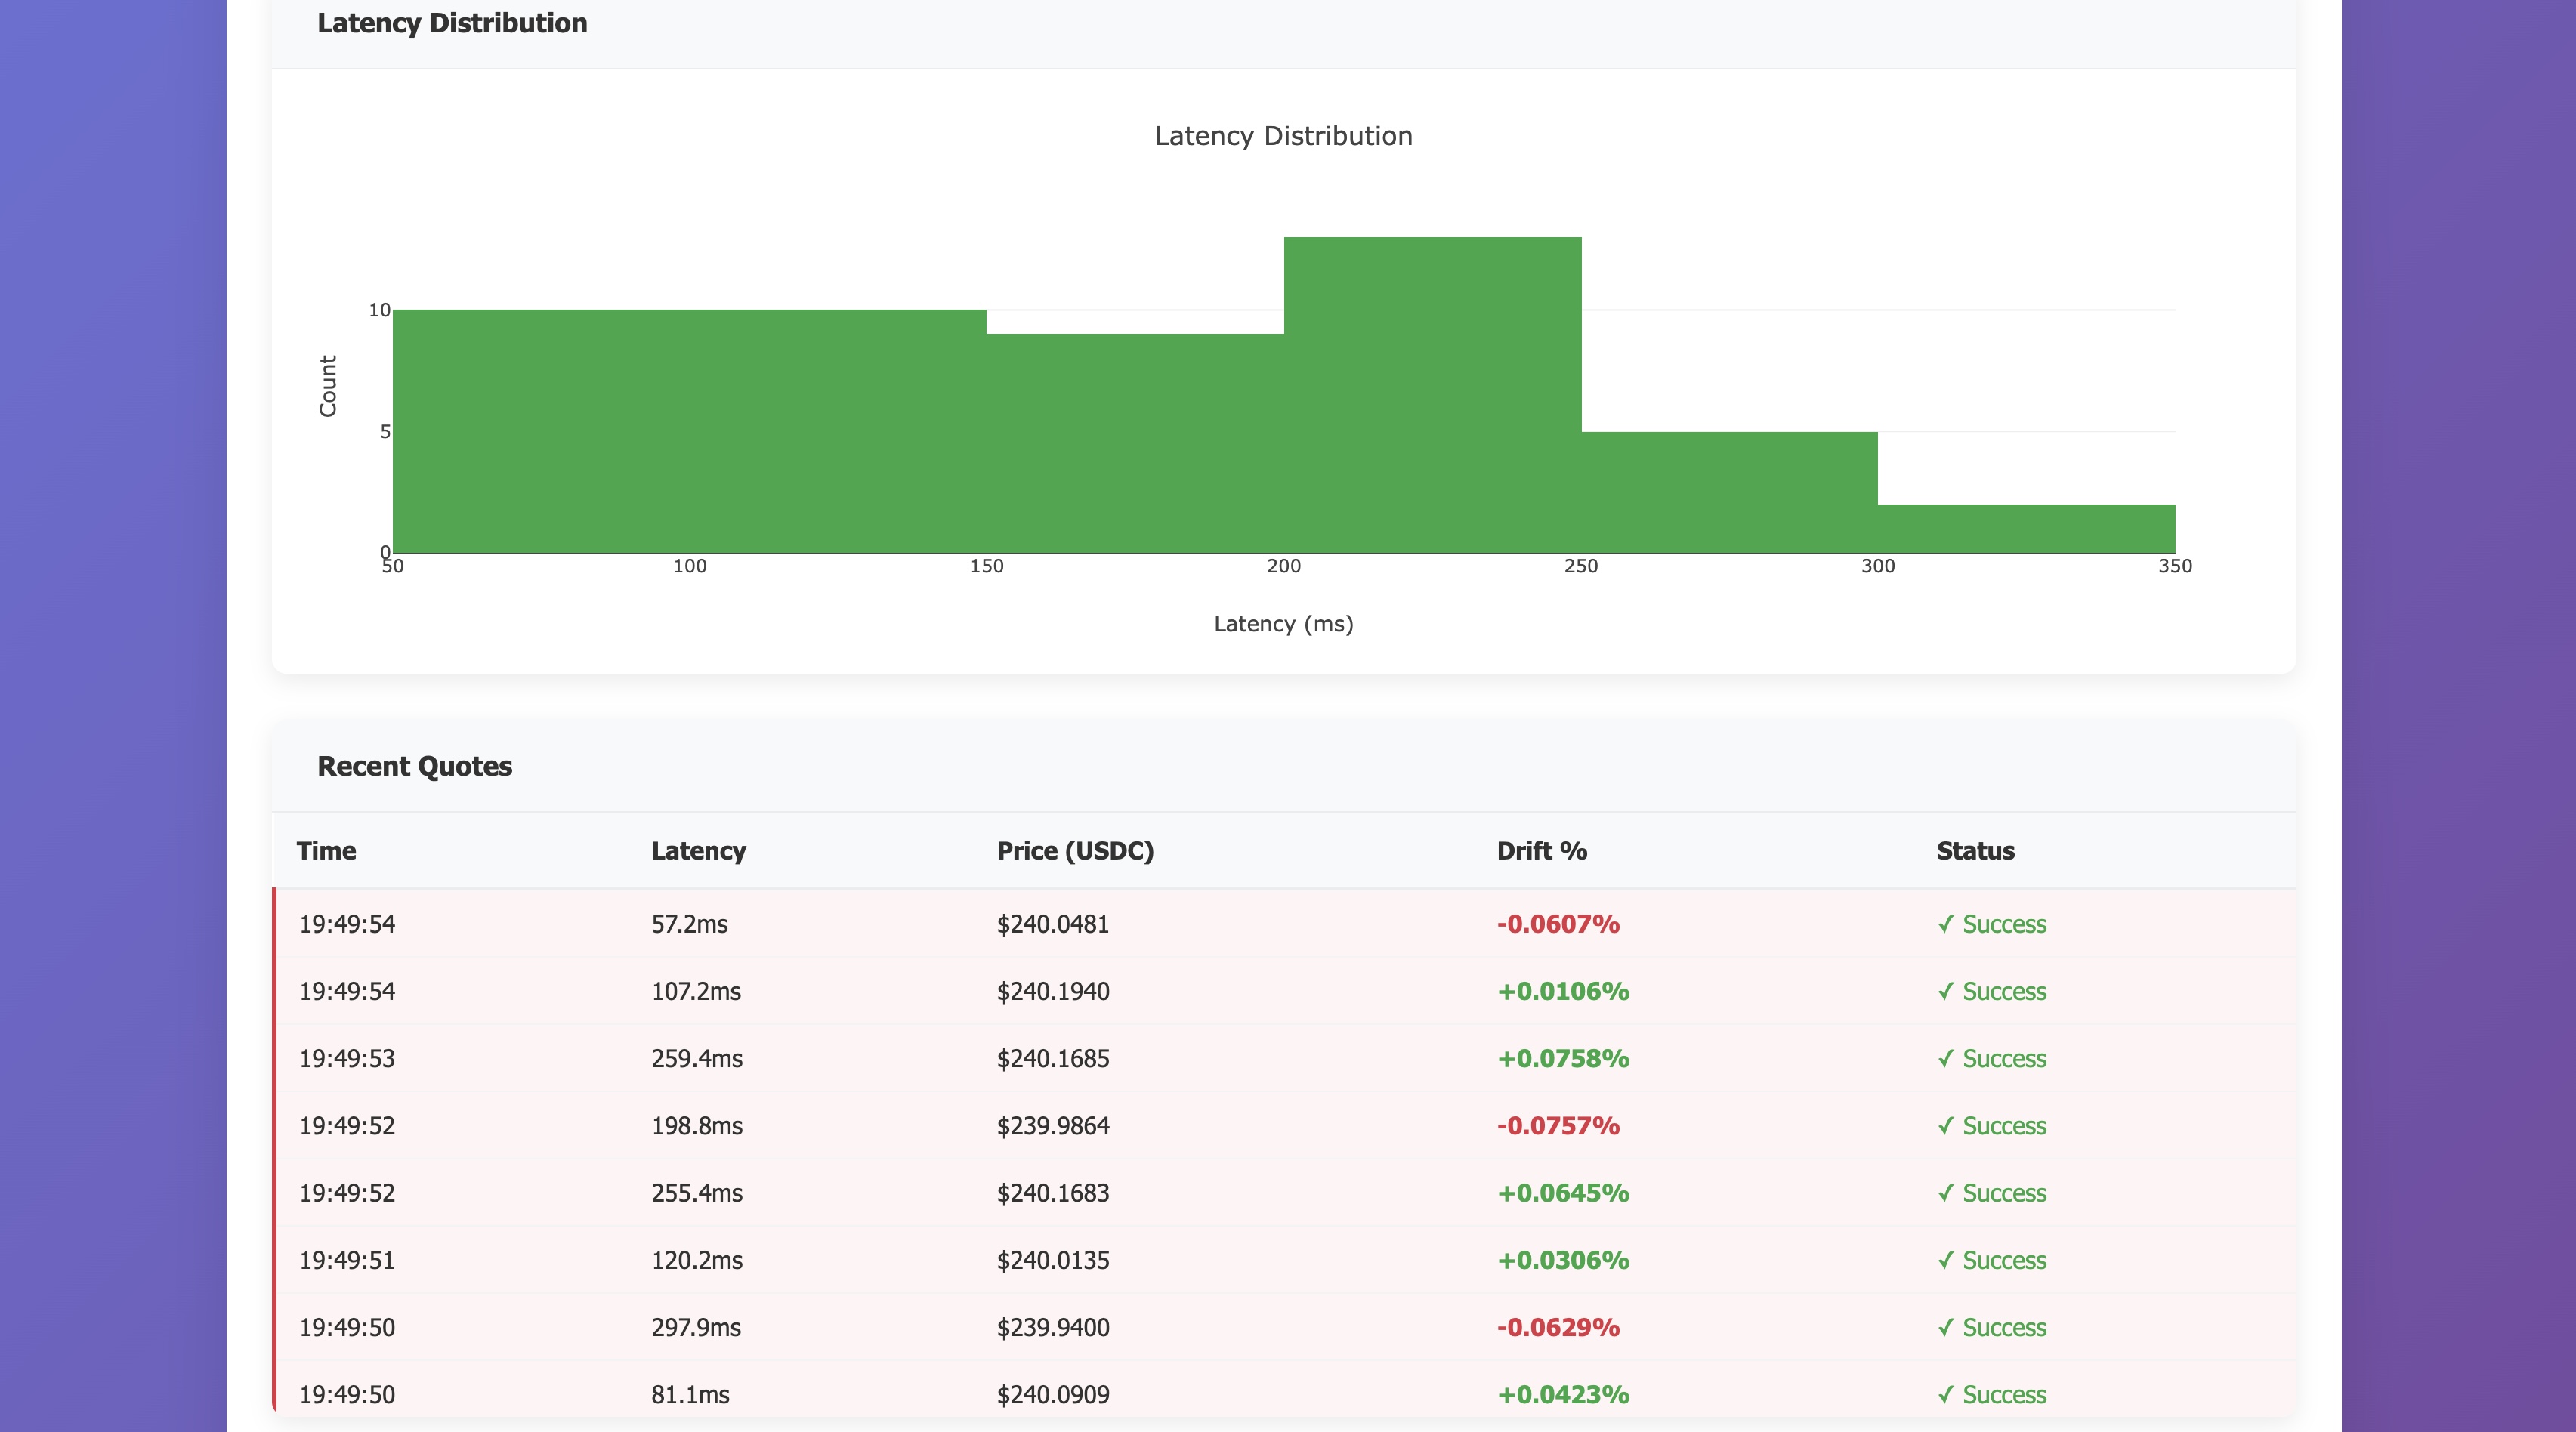 Latency Distribution
Latency Distribution
10
5
0
Count
50 100 150 200 250 300 350
Latency (ms)
Recent Quotes
Time Latency Price (USDC) Drift % Status
19:49:54 57.2ms $240.0481 -0.0607% ✓ Success
19:49:54 107.2ms $240.1940 +0.0106% ✓ Success
19:49:53 259.4ms $240.1685 +0.0758% ✓ Success
19:49:52 198.8ms $239.9864 -0.0757% ✓ Success
19:49:52 255.4ms $240.1683 +0.0645% ✓ Success
19:49:51 120.2ms $240.0135 +0.0306% ✓ Success
19:49:50 297.9ms $239.9400 -0.0629% ✓ Success
19:49:50 81.1ms $240.0909 +0.0423% ✓ Success